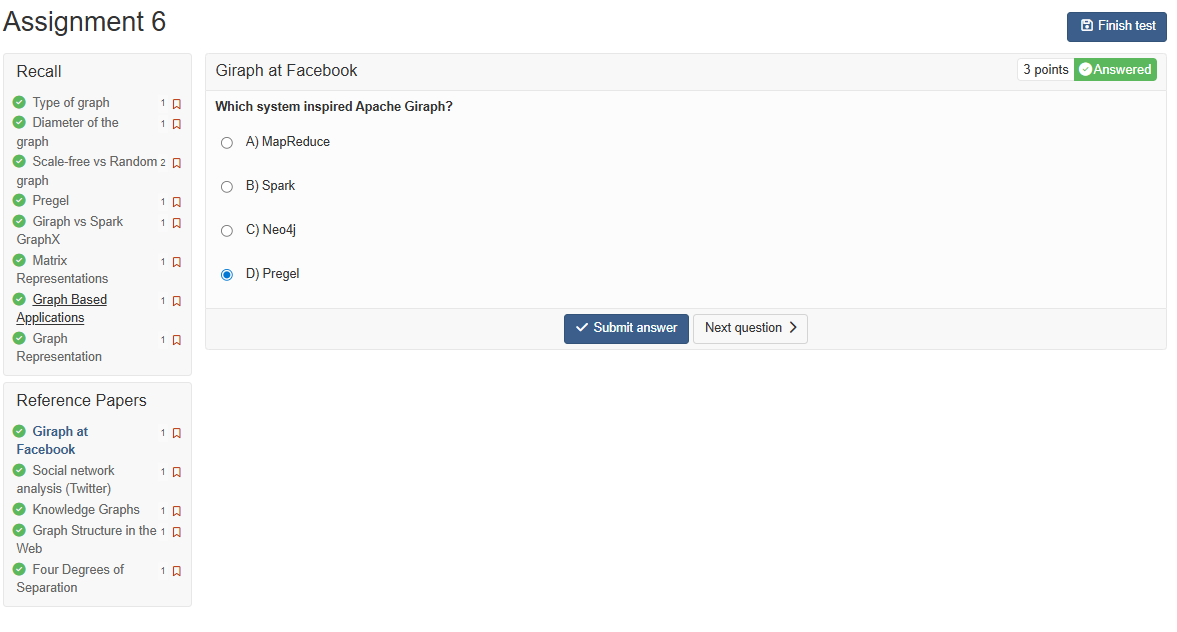 Assignment 6
Finish test
Recall
Type of graph 1
Diameter of the 1
graph
Scale-free vs Random 2
graph
Pregel 1
Giraph vs Spark 1
GraphX
Matrix 1
Representations
Graph Based 1
Applications
Graph 1
Representation
Reference Papers
Giraph at 1
Facebook
Social network 1
analysis (Twitter)
Knowledge Graphs 1
Graph Structure in the 1
Web
Four Degrees of 1
Separation
Giraph at Facebook
3 points Answered
Which system inspired Apache Giraph?
A) MapReduce
B) Spark
C) Neo4j
D) Pregel
Submit answer Next question